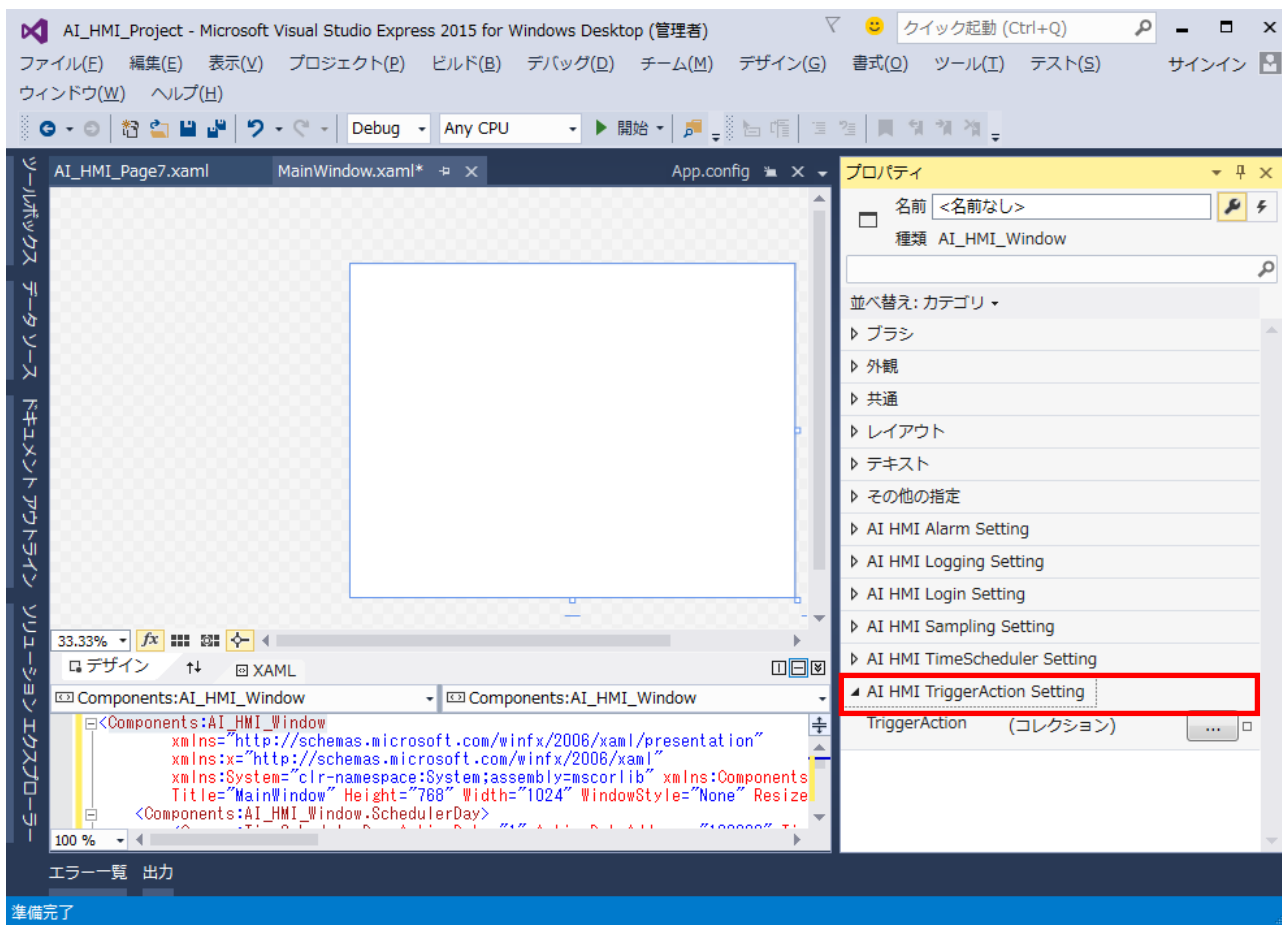 AI_HMI_Project - Microsoft Visual Studio Express 2015 for Windows Desktop (管理者)
クイック起動 (Ctrl+Q)
ファイル(F) 編集(E) 表示(V) プロジェクト(P) ビルド(B) デバッグ(D) チーム(M) デザイン(G) 書式(O) ツール(T) テスト(S) サインイン
ウィンドウ(W) ヘルプ(H)
Debug Any CPU 開始
ツールボックス
データ ソース
ドキュメント アウトライン
ソリューション エクスプローラー
AI_HMI_Page7.xaml MainWindow.xaml* App.config
33.33% fx
デザイン XAML
Components:AI_HMI_Window Components:AI_HMI_Window
<Components:AI_HMI_Window
xmlns="http://schemas.microsoft.com/winfx/2006/xaml/presentation"
xmlns:x="http://schemas.microsoft.com/winfx/2006/xaml"
xmlns:System="clr-namespace:System;assembly=mscorlib" xmlns:Components
Title="MainWindow" Height="768" Width="1024" WindowStyle="None" Resize
<Components:AI_HMI_Window.SchedulerDay>
100 %
プロパティ
名前 <名前なし>
種類 AI_HMI_Window
並べ替え: カテゴリ
ブラシ
外観
共通
レイアウト
テキスト
その他の指定
AI HMI Alarm Setting
AI HMI Logging Setting
AI HMI Login Setting
AI HMI Sampling Setting
AI HMI TimeScheduler Setting
AI HMI TriggerAction Setting
TriggerAction (コレクション) ...
エラー一覧 出力
準備完了